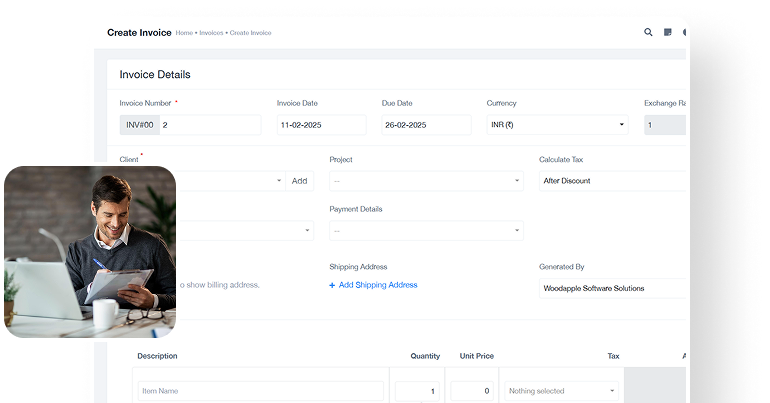 Create Invoice Home • Invoices • Create Invoice
Invoice Details
Invoice Number * Invoice Date Due Date Currency Exchange Ra
INV#00 2 11-02-2025 26-02-2025 INR (₹) 1
Client * Project Calculate Tax
Add -- After Discount
Payment Details
--
Shipping Address Generated By
o show billing address. + Add Shipping Address Woodapple Software Solutions
Description Quantity Unit Price Tax A
Item Name 1 0 Nothing selected